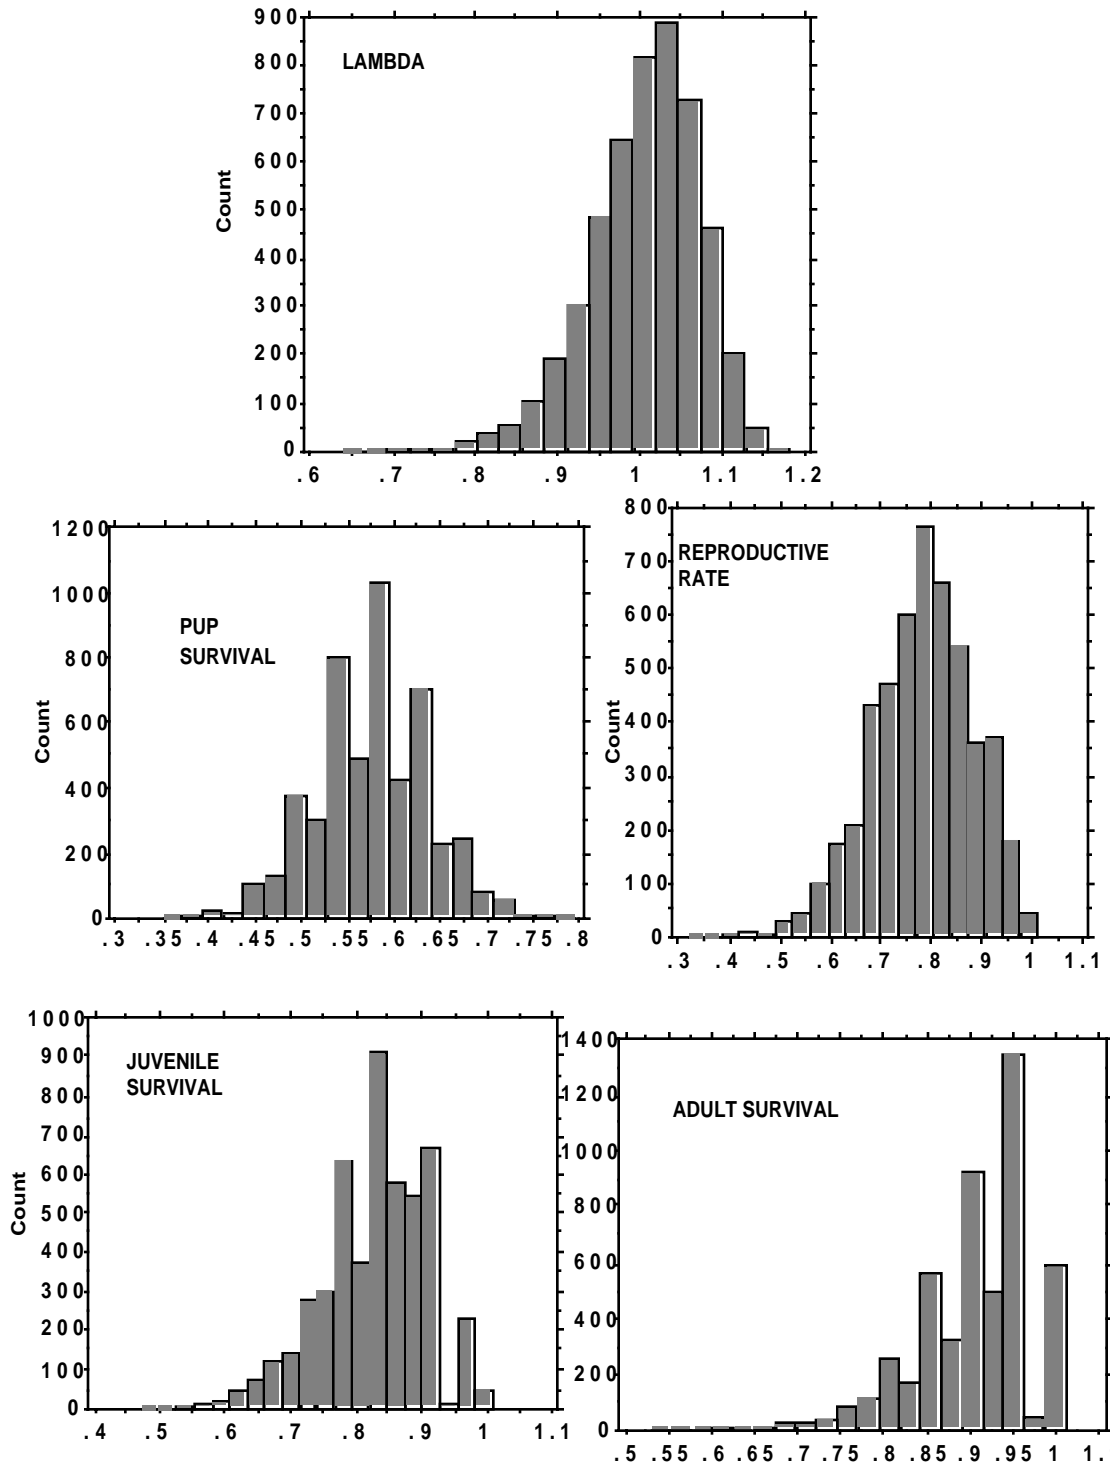 900
800
700
600
500
400
300
200
100
0
Count
LAMBDA
.6 .7 .8 .9 1 1.1 1.2
1200
1000
800
600
400
200
0
Count
PUP
SURVIVAL
.3 .35 .4 .45 .5 .55 .6 .65 .7 .75 .8
800
700
600
500
400
300
200
100
0
Count
REPRODUCTIVE
RATE
.3 .4 .5 .6 .7 .8 .9 1 1.1
1000
900
800
700
600
500
400
300
200
100
0
Count
JUVENILE
SURVIVAL
.4 .5 .6 .7 .8 .9 1 1.1
1400
1200
1000
800
600
400
200
0
ADULT SURVIVAL
.5 .55 .6 .65 .7 .75 .8 .85 .9 .95 1 1.